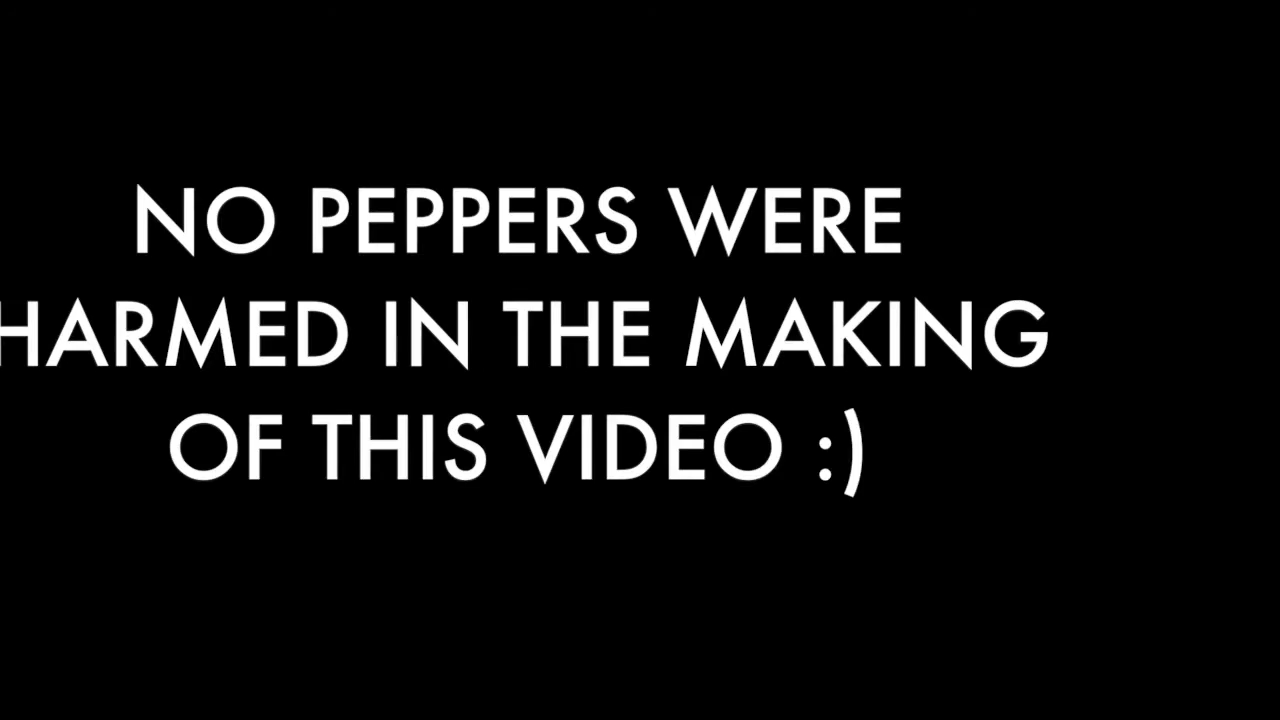 NO PEPPERS WERE
HARMED IN THE MAKING
OF THIS VIDEO :)